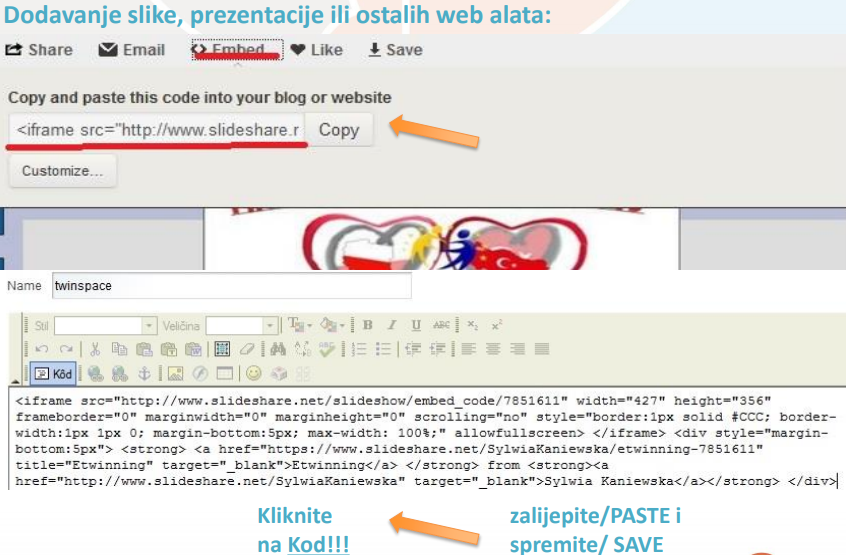 Dodavanje slike, prezentacije ili ostalih web alata:
Share Email Embed Like Save
Copy and paste this code into your blog or website
<iframe src="http://www.slideshare.r Copy
Customize...
Name twinspace
Stil Veličina B I U ABC x₂ x²
Kôd
<iframe src="http://www.slideshare.net/slideshow/embed_code/7851611" width="427" height="356"
frameborder="0" marginwidth="0" marginheight="0" scrolling="no" style="border:1px solid #CCC; border-
width:1px 1px 0; margin-bottom:5px; max-width: 100%;" allowfullscreen> </iframe> <div style="margin-
bottom:5px"> <strong> <a href="https://www.slideshare.net/SylwiaKaniewska/etwinning-7851611"
title="Etwinning" target="_blank">Etwinning</a> </strong> from <strong><a
href="http://www.slideshare.net/SylwiaKaniewska" target="_blank">Sylwia Kaniewska</a></strong> </div>
Kliknite
na Kod!!!
zalijepite/PASTE i
spremite/ SAVE